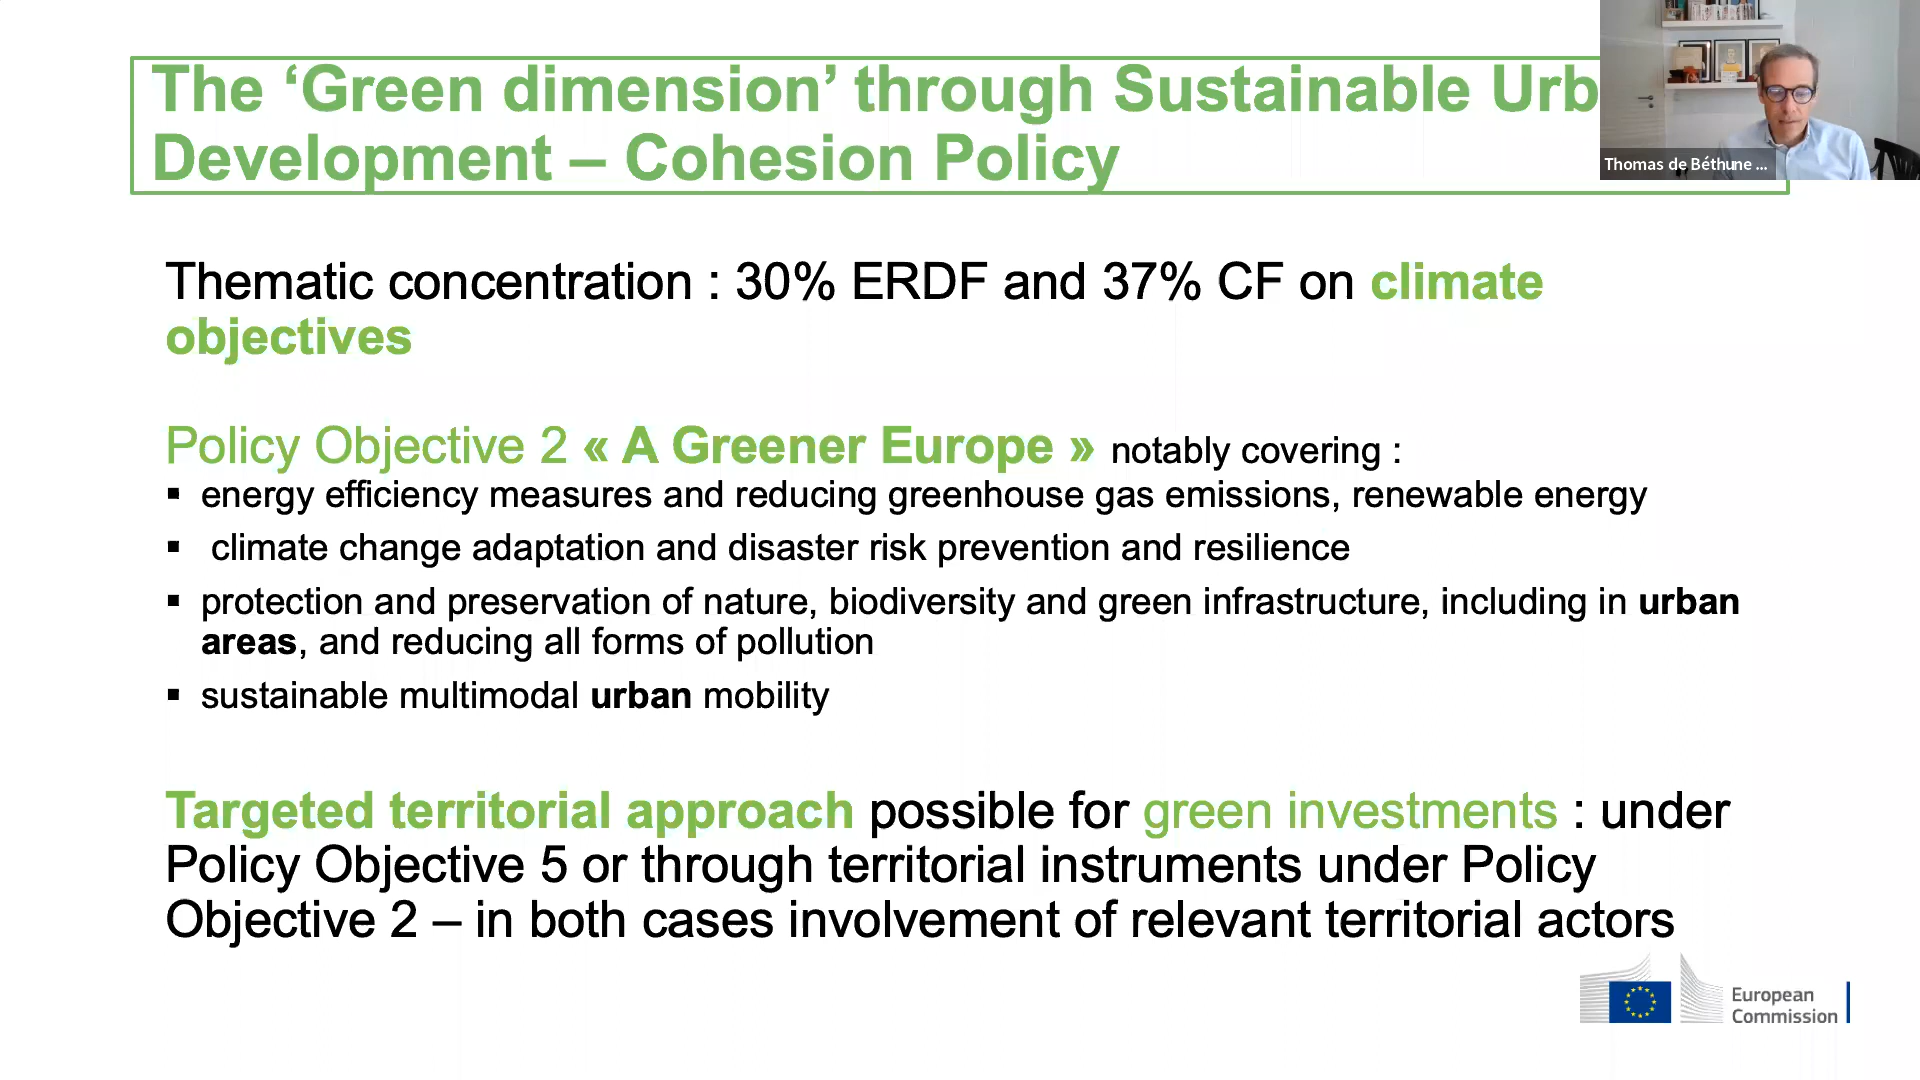 The ‘Green dimension’ through Sustainable Urb
Development – Cohesion Policy
Thomas de Béthune ...
Thematic concentration : 30% ERDF and 37% CF on climate
objectives
Policy Objective 2 « A Greener Europe » notably covering :
▪ energy efficiency measures and reducing greenhouse gas emissions, renewable energy
▪ climate change adaptation and disaster risk prevention and resilience
▪ protection and preservation of nature, biodiversity and green infrastructure, including in urban
areas, and reducing all forms of pollution
▪ sustainable multimodal urban mobility
Targeted territorial approach possible for green investments : under
Policy Objective 5 or through territorial instruments under Policy
Objective 2 – in both cases involvement of relevant territorial actors
European
Commission